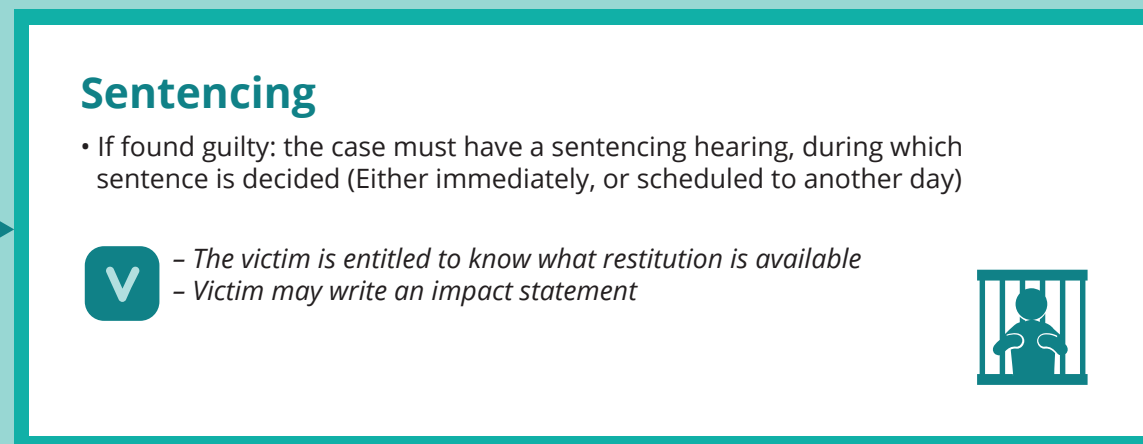 Sentencing
• If found guilty: the case must have a sentencing hearing, during which
sentence is decided (Either immediately, or scheduled to another day)
V
– The victim is entitled to know what restitution is available
– Victim may write an impact statement